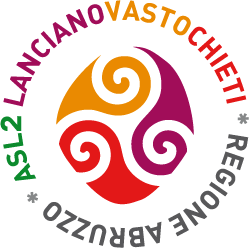 ASL2 LANCIANOVASTOCHIETI * REGIONE ABRUZZO *